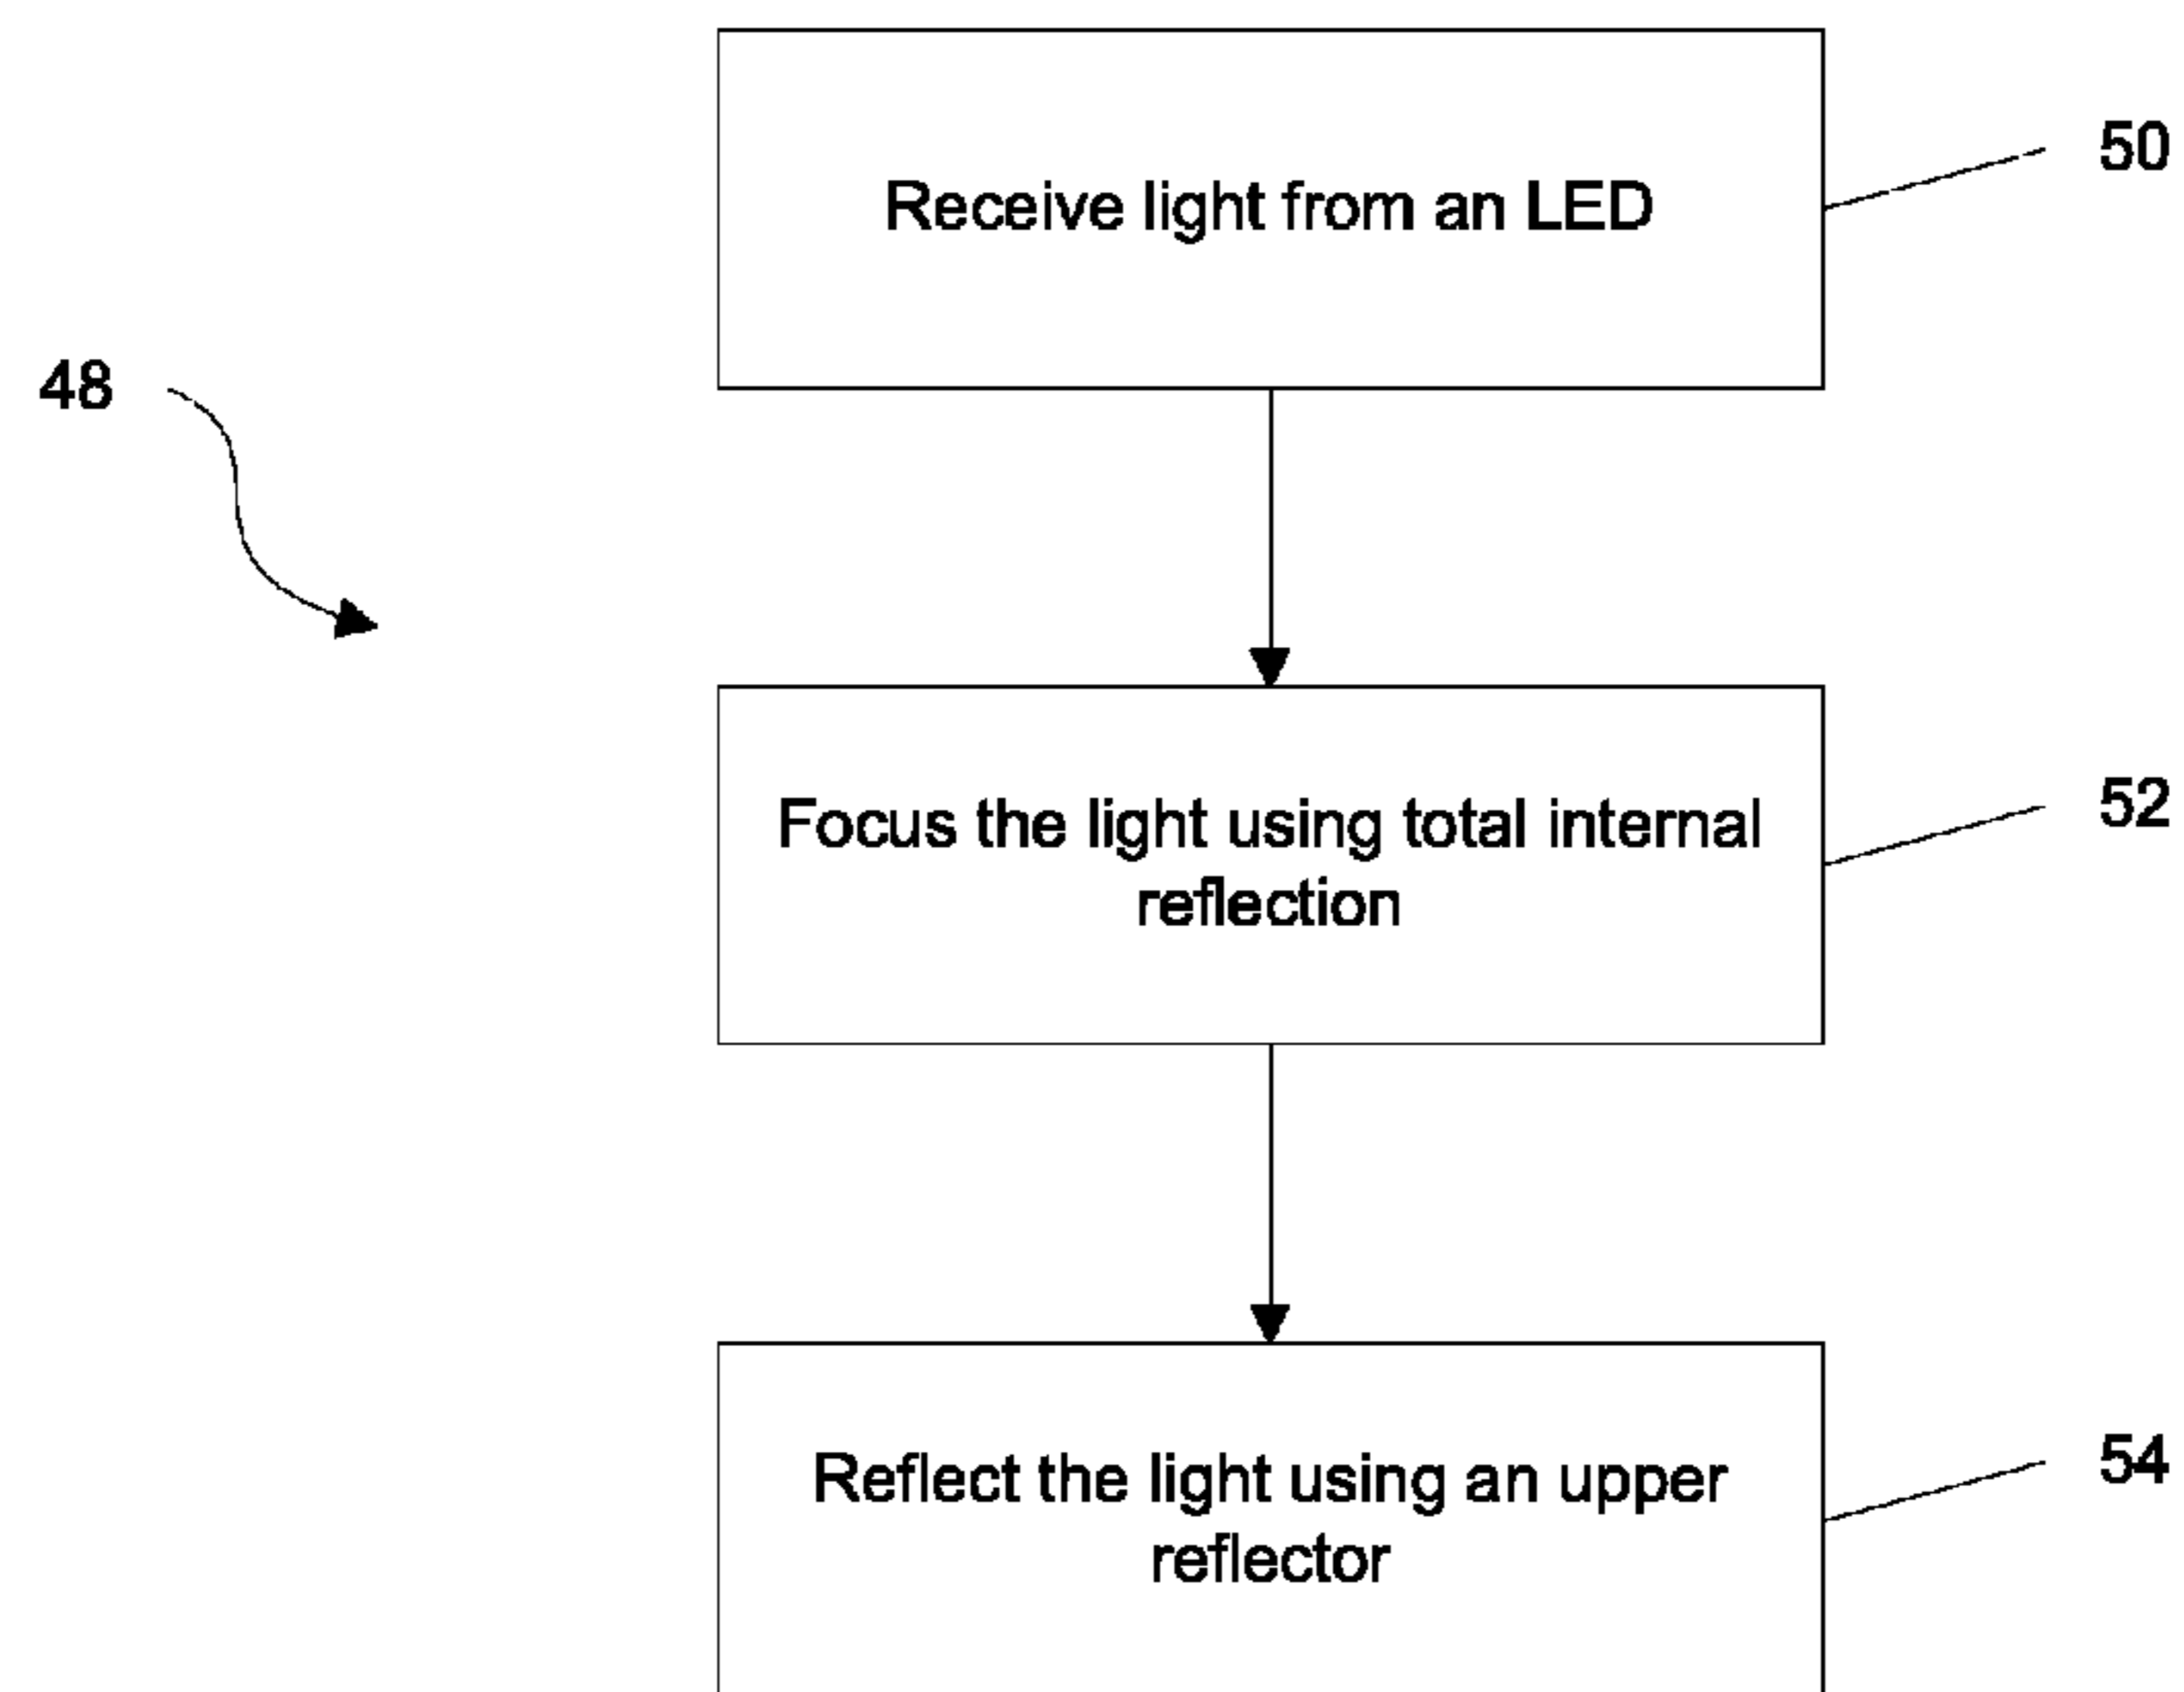 Receive light from an LED
50
48
Focus the light using total internal
reflection
52
Reflect the light using an upper
reflector
54